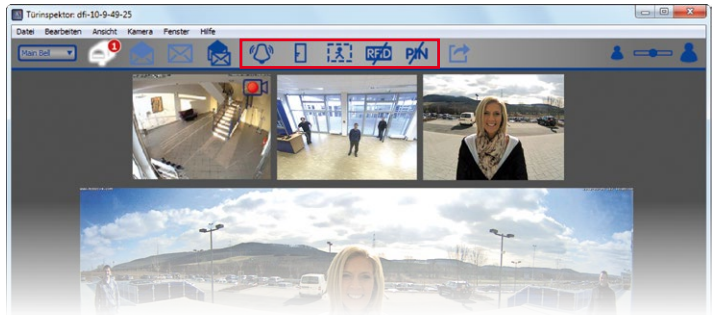 Türinspektor: dfi-10-9-49-25
Datei Bearbeiten Ansicht Kamera Fenster Hilfe
Main Bell
1
RFID PIN